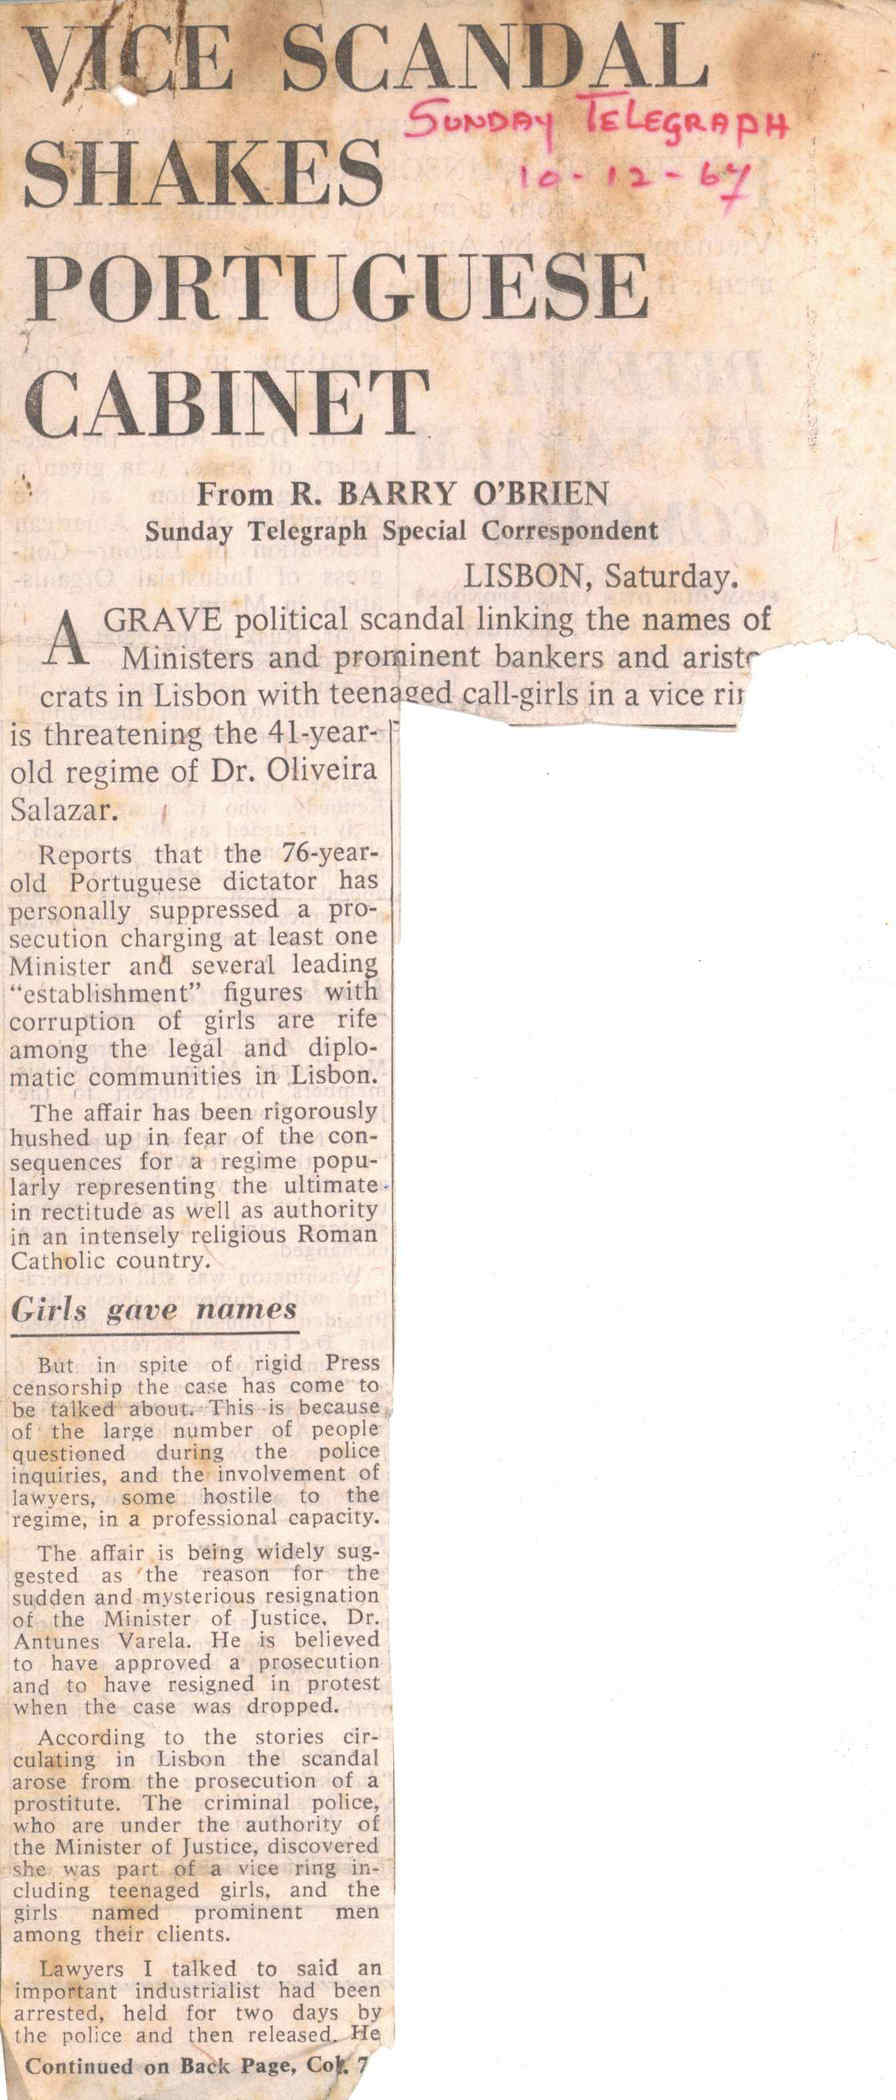 VICE SCANDAL
SHAKES
SUNDAY TELEGRAPH
10-12-67
PORTUGUESE
CABINET
From R. BARRY O'BRIEN
Sunday Telegraph Special Correspondent
LISBON, Saturday.
A GRAVE political scandal linking the names of
Ministers and prominent bankers and aristo-
crats in Lisbon with teenaged call-girls in a vice rin
is threatening the 41-year-
old regime of Dr. Oliveira
Salazar.
Reports that the 76-year-
old Portuguese dictator has
personally suppressed a pro-
secution charging at least one
Minister and several leading
“establishment” figures with
corruption of girls are rife
among the legal and diplo-
matic communities in Lisbon.
The affair has been rigorously
hushed up in fear of the con-
sequences for a regime popu-
larly representing the ultimate
in rectitude as well as authority
in an intensely religious Roman
Catholic country.
Girls gave names
But in spite of rigid Press
censorship the case has come to
be talked about. This is because
of the large number of people
questioned during the police
inquiries, and the involvement of
lawyers, some hostile to the
regime, in a professional capacity.
The affair is being widely sug-
gested as the reason for the
sudden and mysterious resignation
of the Minister of Justice, Dr.
Antunes Varela. He is believed
to have approved a prosecution
and to have resigned in protest
when the case was dropped.
According to the stories cir-
culating in Lisbon the scandal
arose from the prosecution of a
prostitute. The criminal police,
who are under the authority of
the Minister of Justice, discovered
she was part of a vice ring in-
cluding teenaged girls, and the
girls named prominent men
among their clients.
Lawyers I talked to said an
important industrialist had been
arrested, held for two days by
the police and then released. He
Continued on Back Page, Col. 7